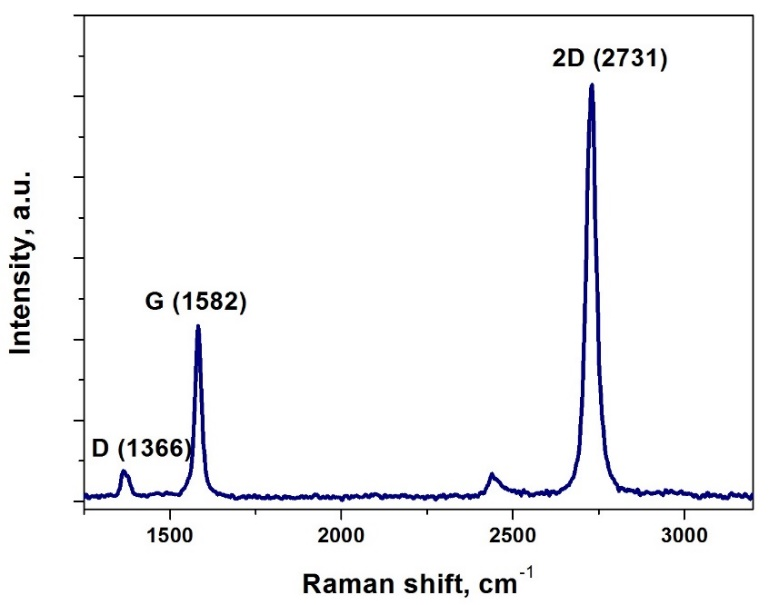 2D (2731)
G (1582)
D (1366)
Intensity, a.u.
1500 2000 2500 3000
Raman shift, cm⁻¹